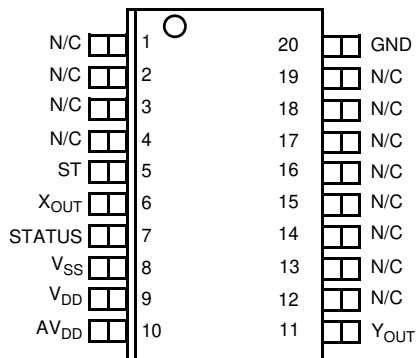 N/C 1 20 GND
N/C 2 19 N/C
N/C 3 18 N/C
N/C 4 17 N/C
ST 5 16 N/C
XOUT 6 15 N/C
STATUS 7 14 N/C
VSS 8 13 N/C
VDD 9 12 N/C
AVDD 10 11 YOUT